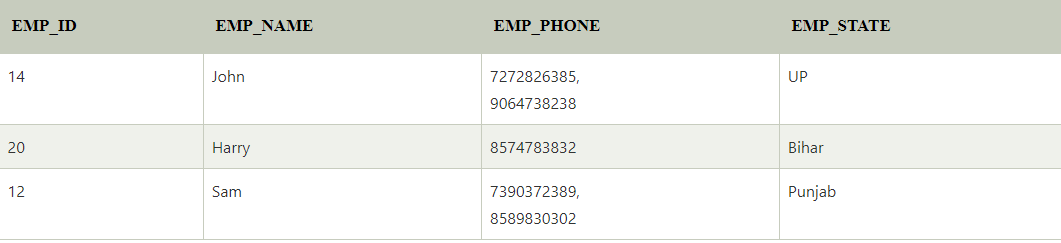 EMP_ID EMP_NAME EMP_PHONE EMP_STATE
14 John 7272826385, UP
9064738238
20 Harry 8574783832 Bihar
12 Sam 7390372389, Punjab
8589830302